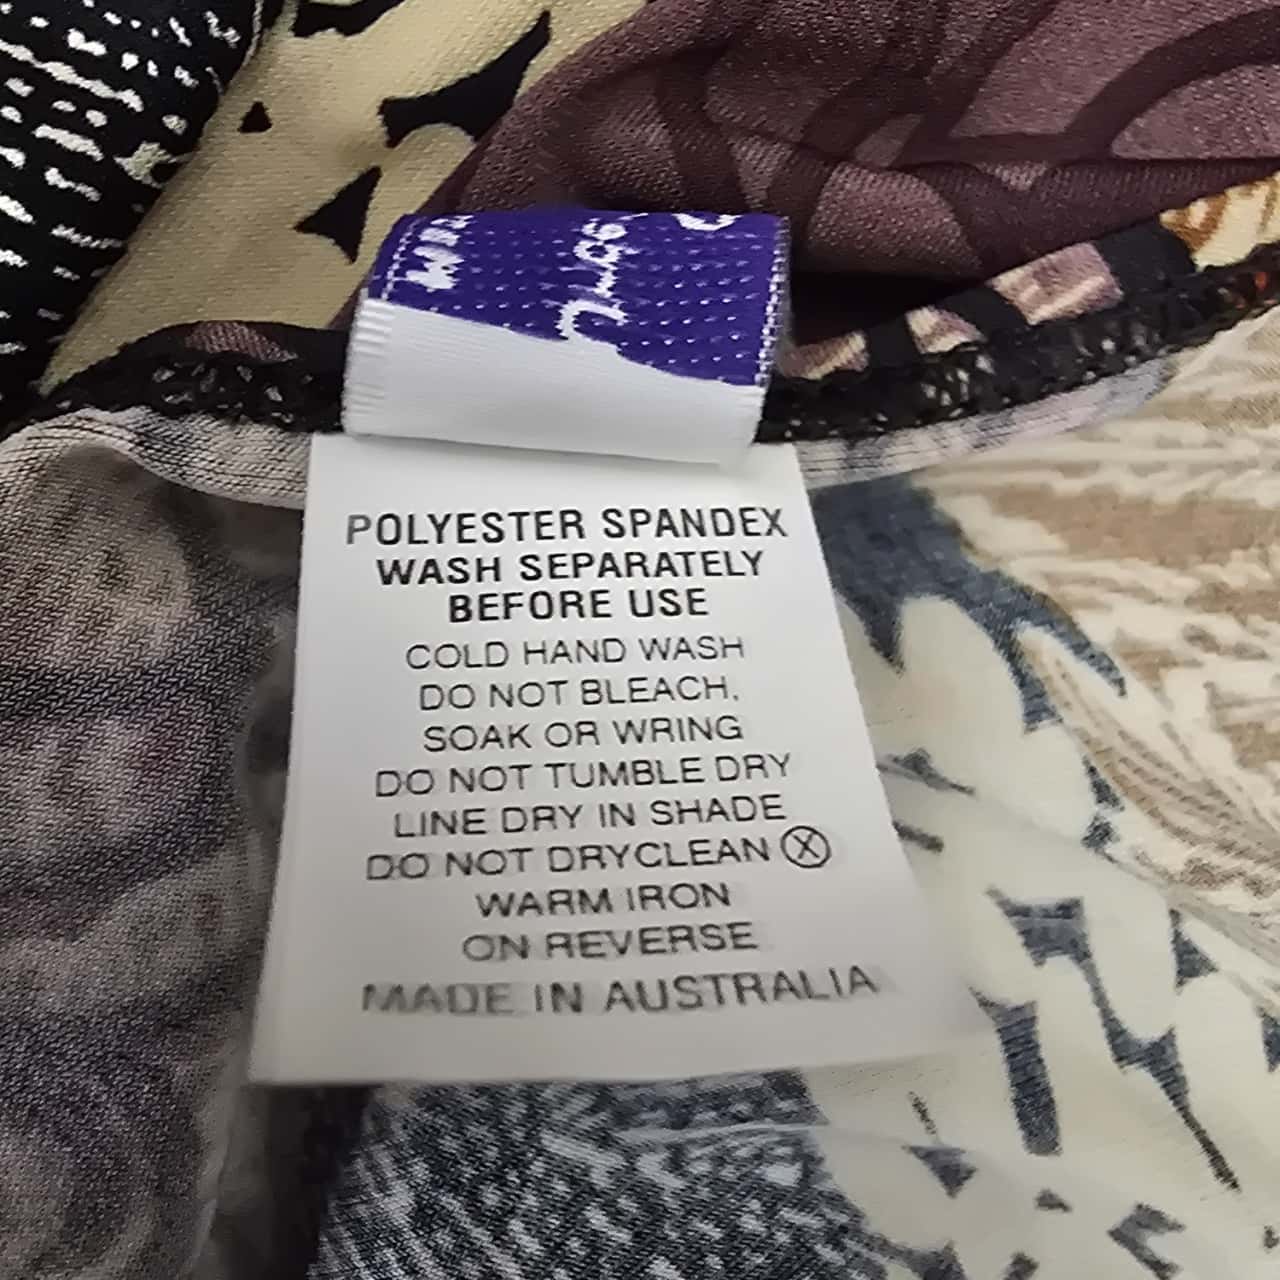 POLYESTER SPANDEX
WASH SEPARATELY
BEFORE USE
COLD HAND WASH
DO NOT BLEACH,
SOAK OR WRING
DO NOT TUMBLE DRY
LINE DRY IN SHADE
DO NOT DRYCLEAN Ⓧ
WARM IRON
ON REVERSE
MADE IN AUSTRALIA